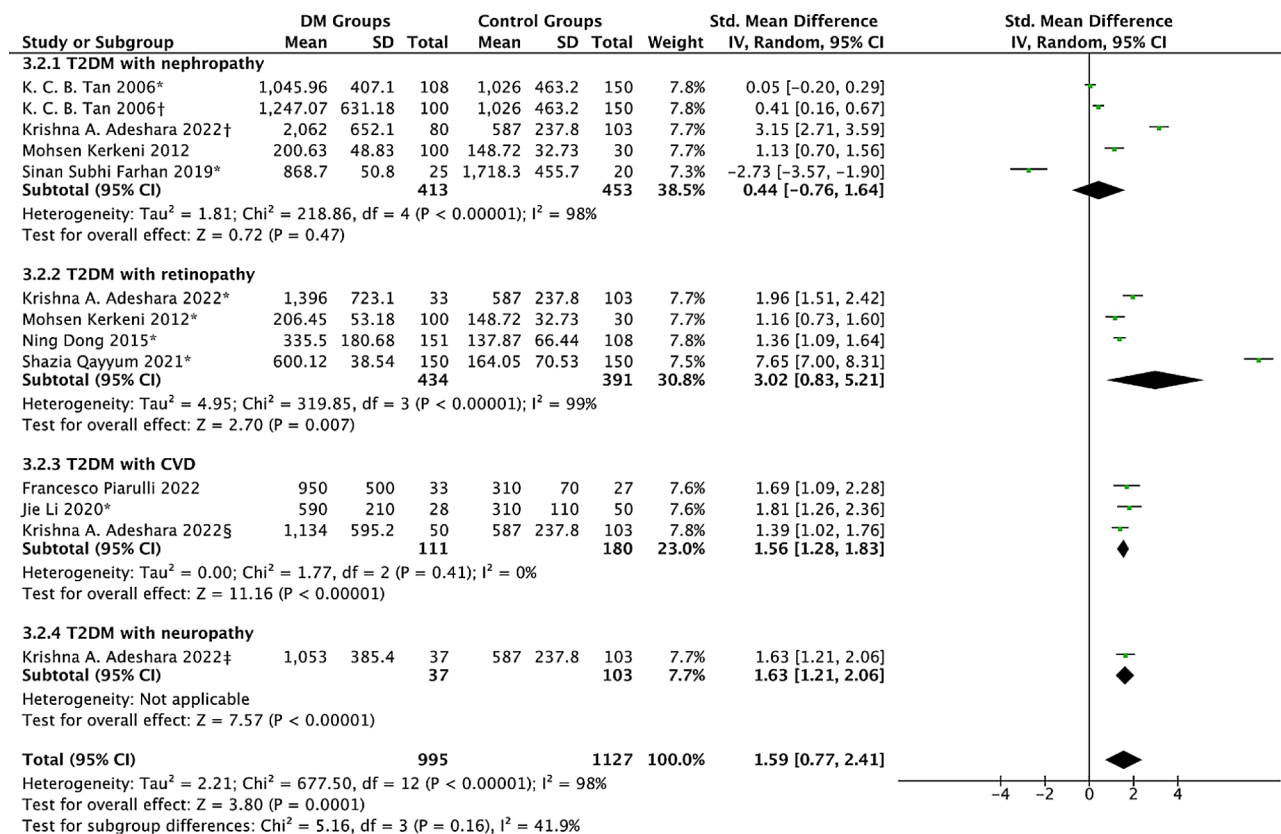 DM Groups Control Groups Std. Mean Difference Std. Mean Difference
Study or Subgroup Mean SD Total Mean SD Total Weight IV, Random, 95% CI IV, Random, 95% CI
3.2.1 T2DM with nephropathy
K. C. B. Tan 2006* 1,045.96 407.1 108 1,026 463.2 150 7.8% 0.05 [−0.20, 0.29]
K. C. B. Tan 2006† 1,247.07 631.18 100 1,026 463.2 150 7.8% 0.41 [0.16, 0.67]
Krishna A. Adeshara 2022† 2,062 652.1 80 587 237.8 103 7.7% 3.15 [2.71, 3.59]
Mohsen Kerkeni 2012 200.63 48.83 100 148.72 32.73 30 7.7% 1.13 [0.70, 1.56]
Sinan Subhi Farhan 2019* 868.7 50.8 25 1,718.3 455.7 20 7.3% −2.73 [−3.57, −1.90]
Subtotal (95% CI) 413 453 38.5% 0.44 [−0.76, 1.64]
Heterogeneity: Tau² = 1.81; Chi² = 218.86, df = 4 (P < 0.00001); I² = 98%
Test for overall effect: Z = 0.72 (P = 0.47)
3.2.2 T2DM with retinopathy
Krishna A. Adeshara 2022* 1,396 723.1 33 587 237.8 103 7.7% 1.96 [1.51, 2.42]
Mohsen Kerkeni 2012* 206.45 53.18 100 148.72 32.73 30 7.7% 1.16 [0.73, 1.60]
Ning Dong 2015* 335.5 180.68 151 137.87 66.44 108 7.8% 1.36 [1.09, 1.64]
Shazia Qayyum 2021* 600.12 38.54 150 164.05 70.53 150 7.5% 7.65 [7.00, 8.31]
Subtotal (95% CI) 434 391 30.8% 3.02 [0.83, 5.21]
Heterogeneity: Tau² = 4.95; Chi² = 319.85, df = 3 (P < 0.00001); I² = 99%
Test for overall effect: Z = 2.70 (P = 0.007)
3.2.3 T2DM with CVD
Francesco Piarulli 2022 950 500 33 310 70 27 7.6% 1.69 [1.09, 2.28]
Jie Li 2020* 590 210 28 310 110 50 7.6% 1.81 [1.26, 2.36]
Krishna A. Adeshara 2022§ 1,134 595.2 50 587 237.8 103 7.8% 1.39 [1.02, 1.76]
Subtotal (95% CI) 111 180 23.0% 1.56 [1.28, 1.83]
Heterogeneity: Tau² = 0.00; Chi² = 1.77, df = 2 (P = 0.41); I² = 0%
Test for overall effect: Z = 11.16 (P < 0.00001)
3.2.4 T2DM with neuropathy
Krishna A. Adeshara 2022‡ 1,053 385.4 37 587 237.8 103 7.7% 1.63 [1.21, 2.06]
Subtotal (95% CI) 37 103 7.7% 1.63 [1.21, 2.06]
Heterogeneity: Not applicable
Test for overall effect: Z = 7.57 (P < 0.00001)
Total (95% CI) 995 1127 100.0% 1.59 [0.77, 2.41]
Heterogeneity: Tau² = 2.21; Chi² = 677.50, df = 12 (P < 0.00001); I² = 98%
Test for overall effect: Z = 3.80 (P = 0.0001)
Test for subgroup differences: Chi² = 5.16, df = 3 (P = 0.16), I² = 41.9%
−4 −2 0 2 4